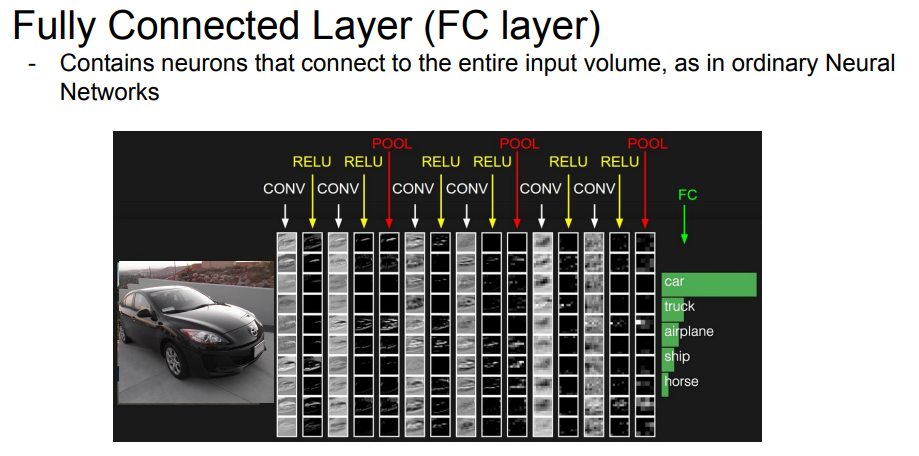 Fully Connected Layer (FC layer)
- Contains neurons that connect to the entire input volume, as in ordinary Neural
Networks
POOL POOL POOL
RELU RELU RELU RELU RELU RELU
CONV CONV CONV CONV CONV CONV
FC
car
truck
airplane
ship
horse